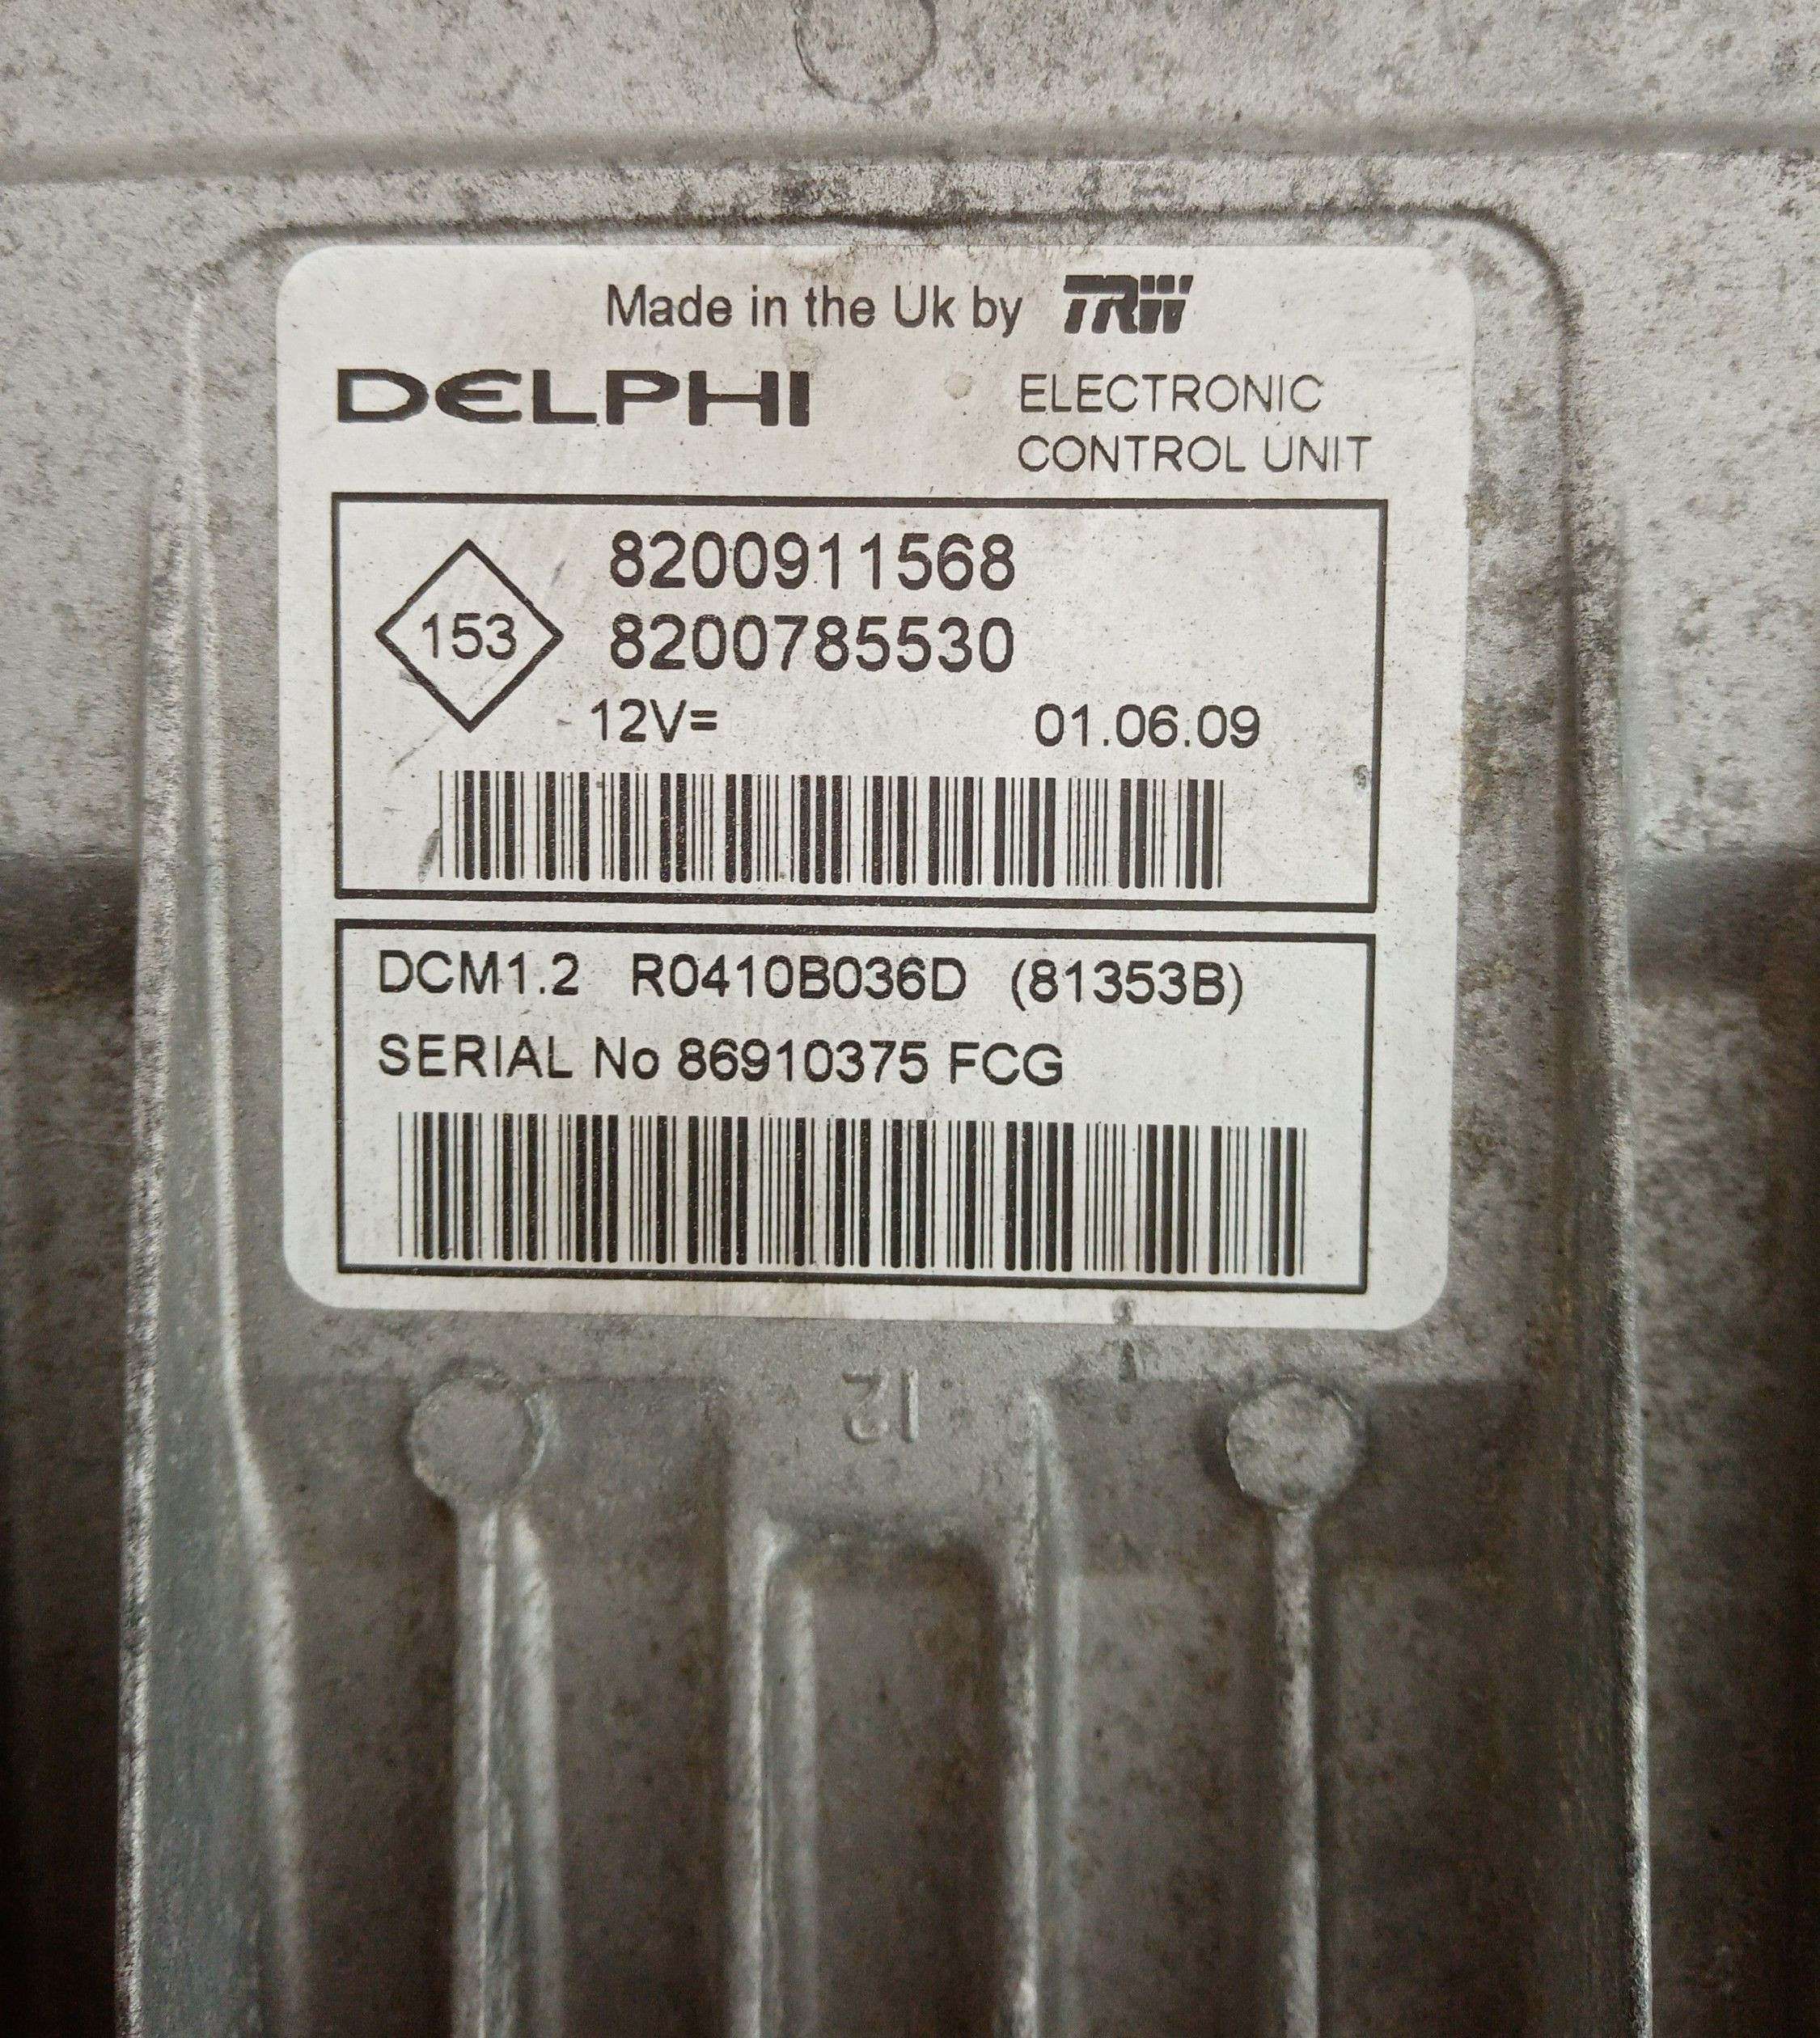 Made in the Uk by TRW
DELPHI
ELECTRONIC
CONTROL UNIT
8200911568
153
8200785530
12V= 01.06.09
DCM1.2 R0410B036D (81353B)
SERIAL No 86910375 FCG
12